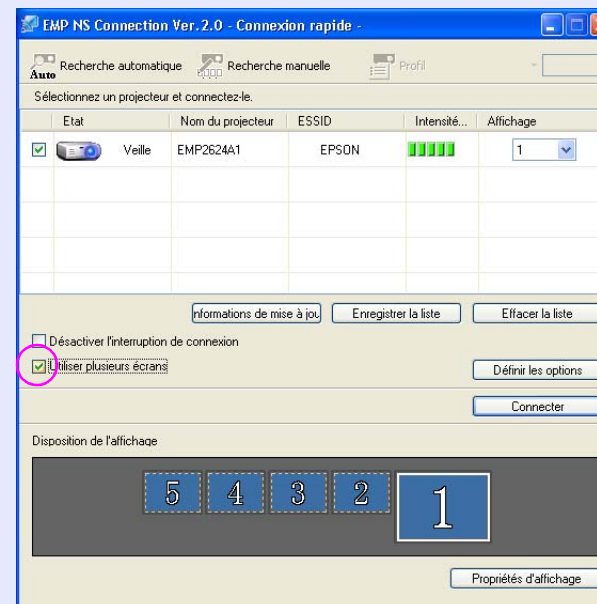 EMP NS Connection Ver.2.0 - Connexion rapide -
Auto Recherche automatique Recherche manuelle Profil
Sélectionnez un projecteur et connectez-le.
Etat Nom du projecteur ESSID Intensité... Affichage
Veille EMP2624A1 EPSON 1
nformations de mise à jou Enregistrer la liste Effacer la liste
Désactiver l'interruption de connexion
Utiliser plusieurs écrans
Définir les options
Connecter
Disposition de l'affichage
5 4 3 2 1
Propriétés d'affichage